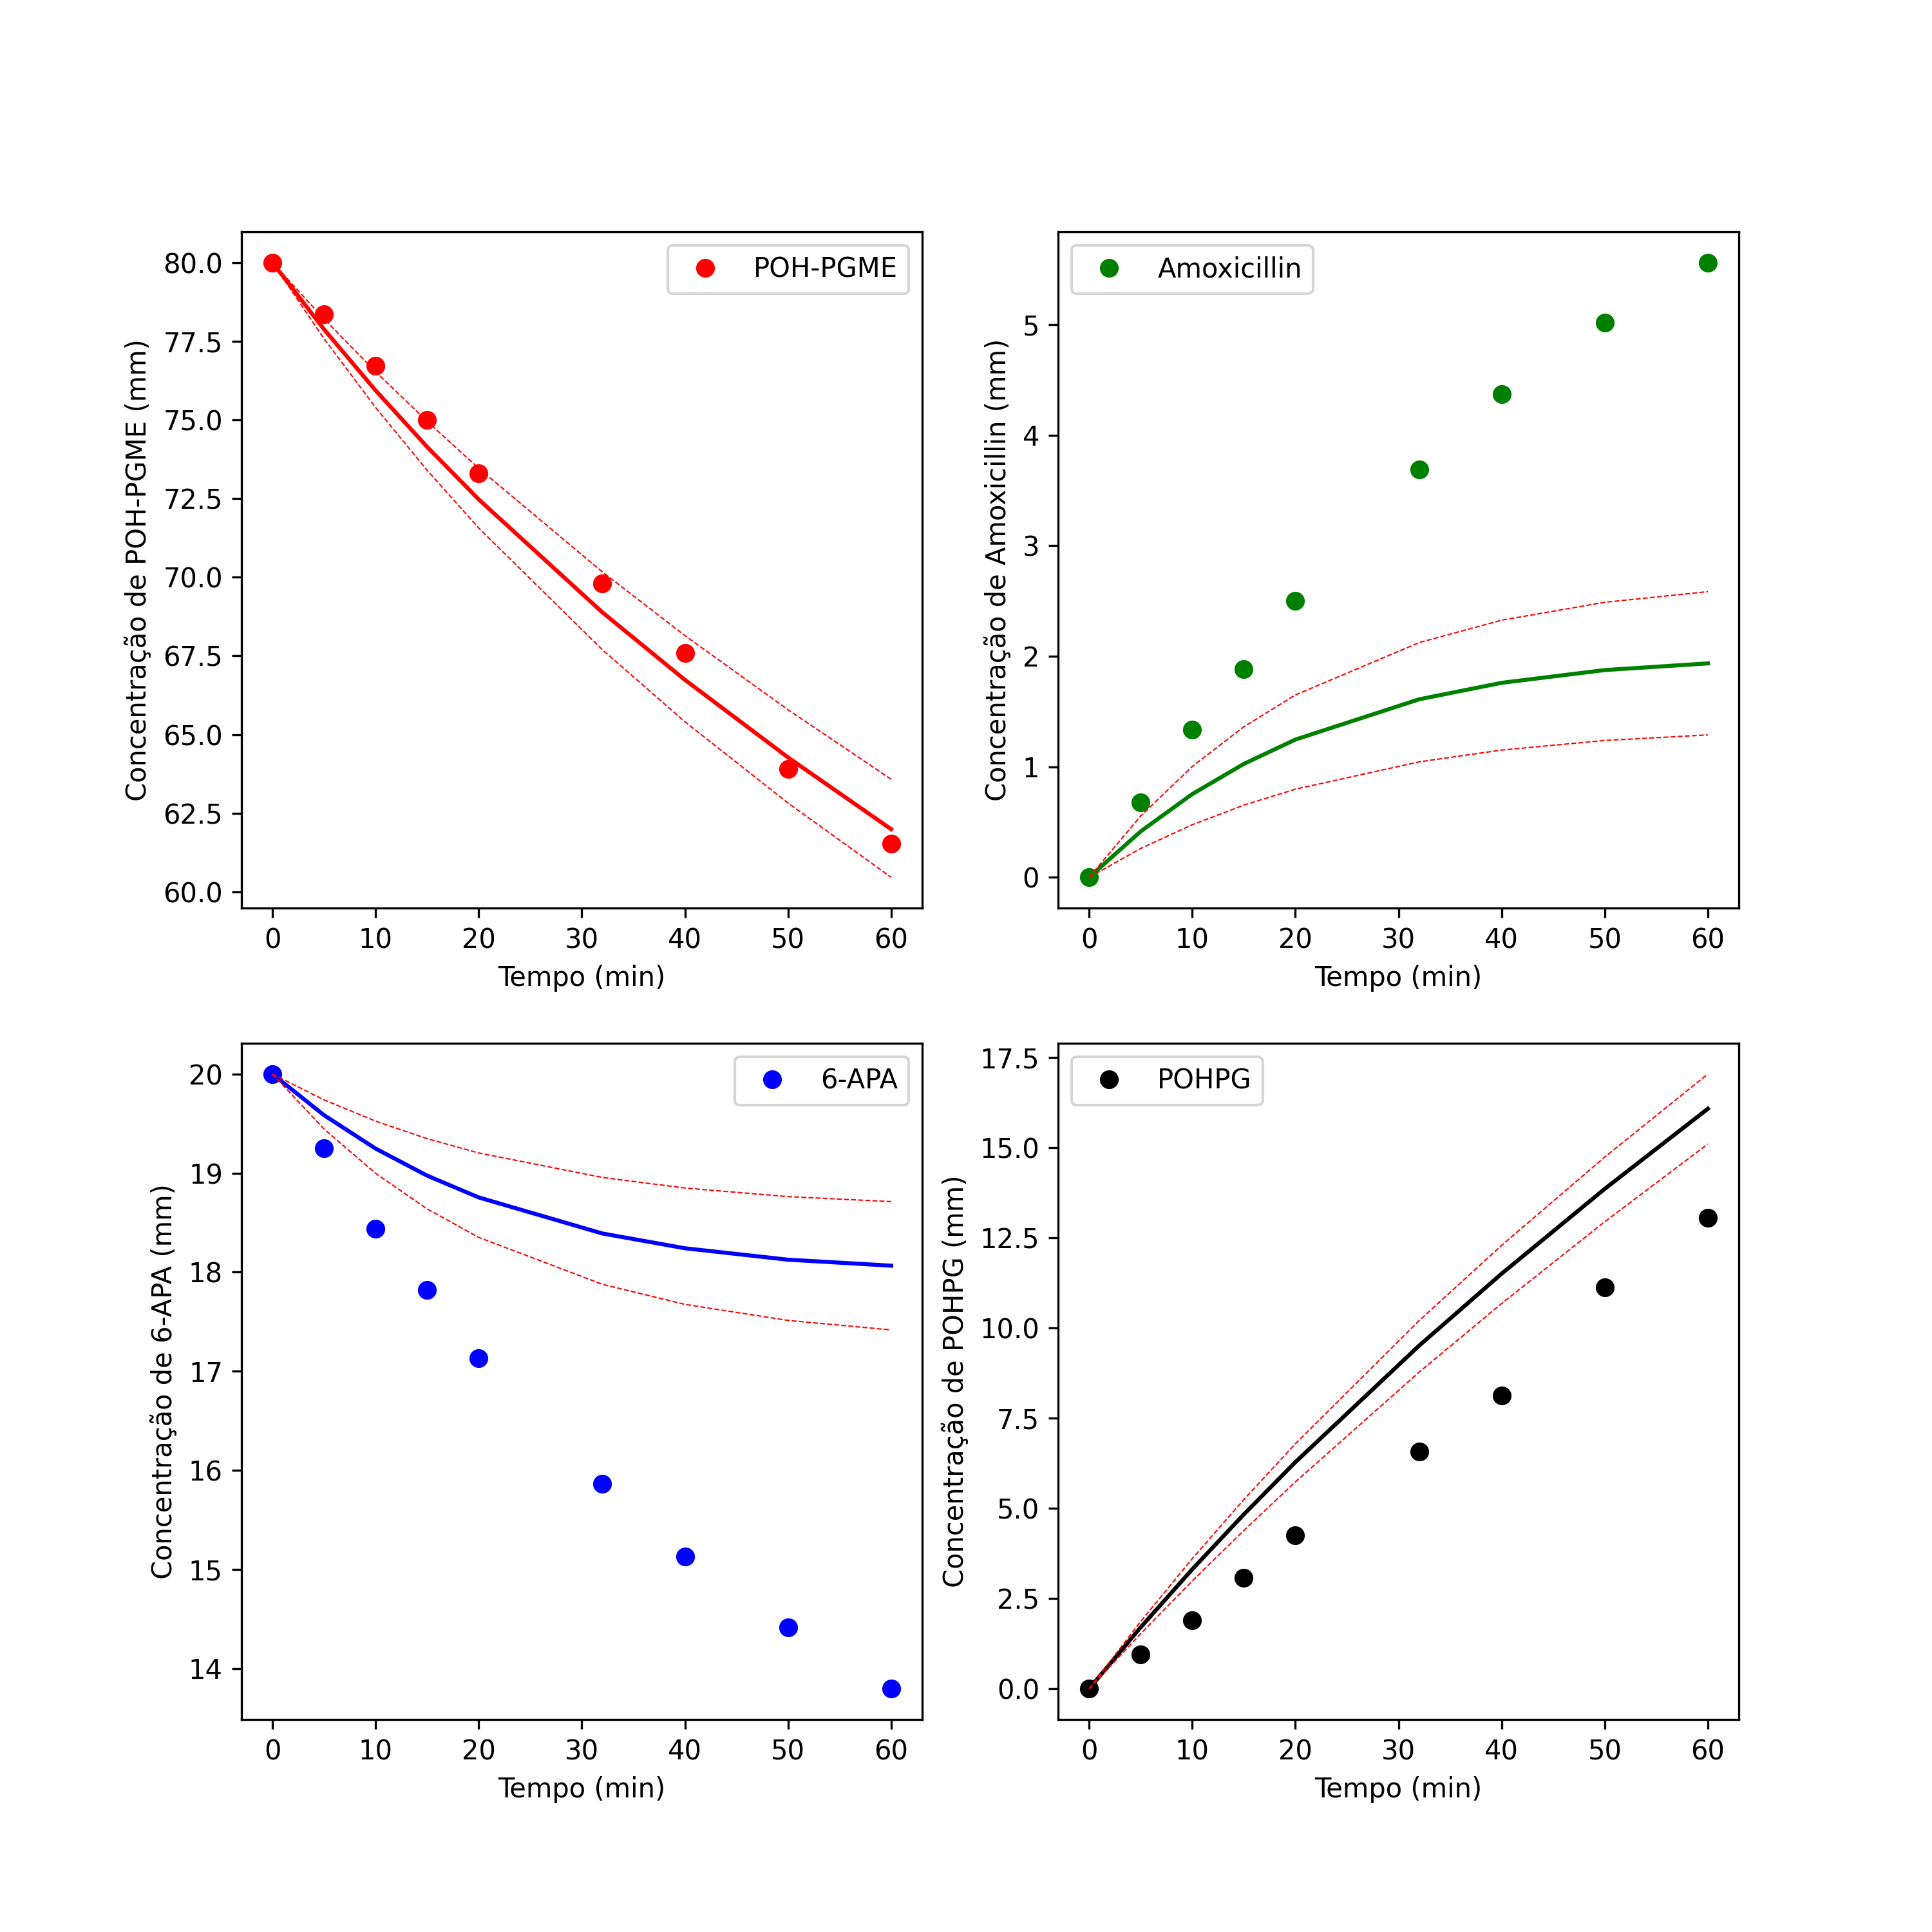 Concentração de POH-PGME (mm)
80.0
77.5
75.0
72.5
70.0
67.5
65.0
62.5
60.0
POH-PGME
0 10 20 30 40 50 60
Tempo (min)
Concentração de Amoxicillin (mm)
5
4
3
2
1
0
Amoxicillin
0 10 20 30 40 50 60
Tempo (min)
Concentração de 6-APA (mm)
20
19
18
17
16
15
14
6-APA
0 10 20 30 40 50 60
Tempo (min)
Concentração de POHPG (mm)
17.5
15.0
12.5
10.0
7.5
5.0
2.5
0.0
POHPG
0 10 20 30 40 50 60
Tempo (min)